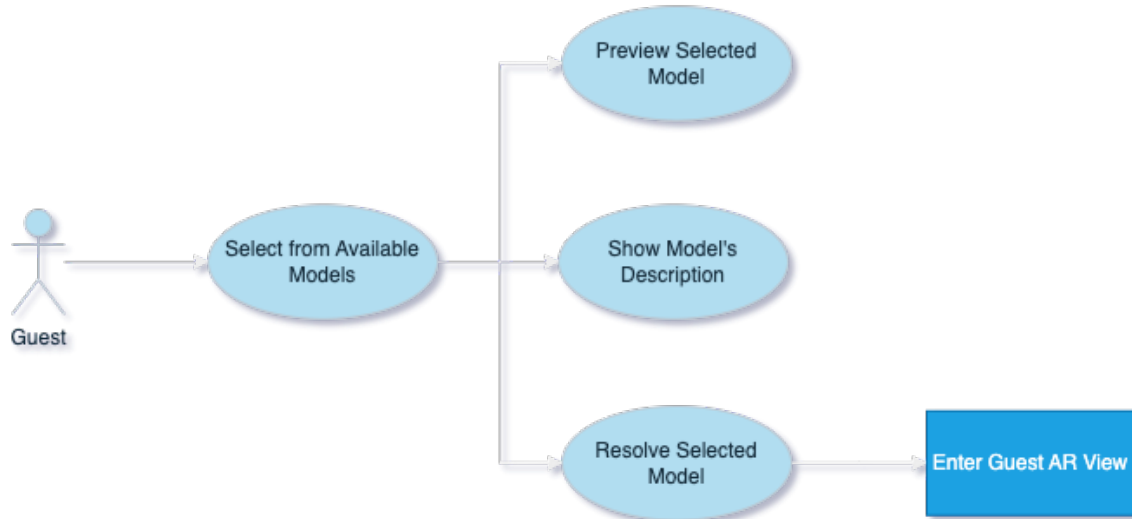 Preview Selected
Model
Select from Available
Models
Show Model's
Description
Guest
Resolve Selected
Model
Enter Guest AR View